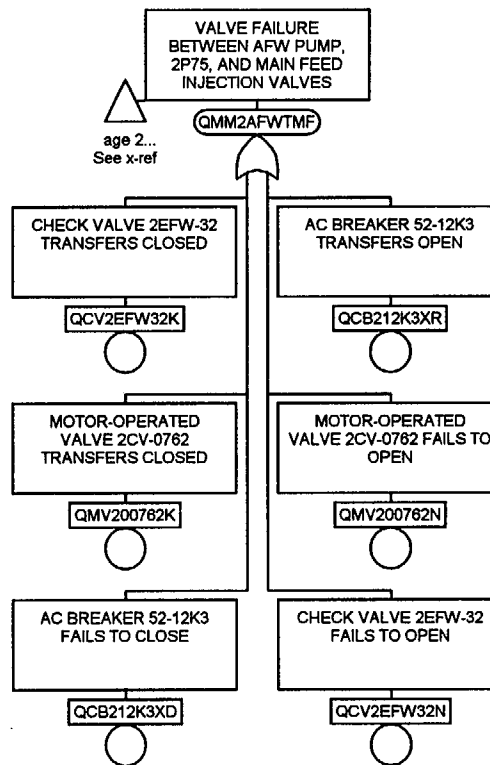 VALVE FAILURE
BETWEEN AFW PUMP,
2P75, AND MAIN FEED
INJECTION VALVES
QMM2AFWTMF
age 2...
See x-ref
CHECK VALVE 2EFW-32
TRANSFERS CLOSED
QCV2EFW32K
AC BREAKER 52-12K3
TRANSFERS OPEN
QCB212K3XR
MOTOR-OPERATED
VALVE 2CV-0762
TRANSFERS CLOSED
QMV200762K
MOTOR-OPERATED
VALVE 2CV-0762 FAILS TO
OPEN
QMV200762N
AC BREAKER 52-12K3
FAILS TO CLOSE
QCB212K3XD
CHECK VALVE 2EFW-32
FAILS TO OPEN
QCV2EFW32N